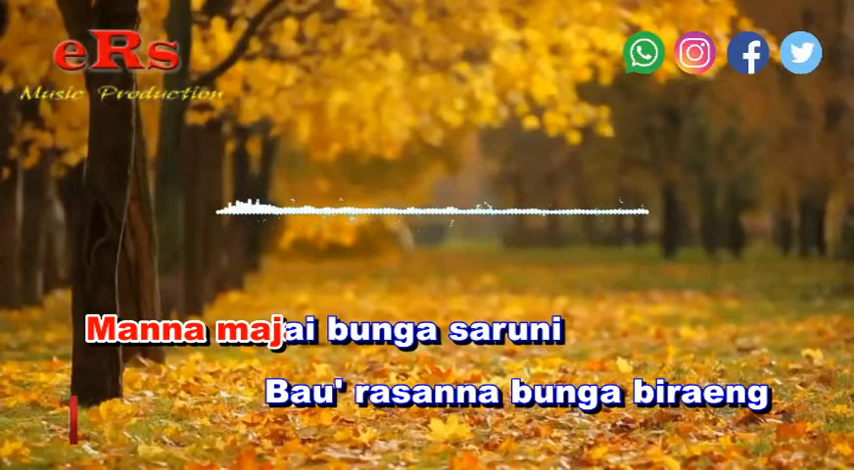 eRs
Music Production
Manna majai bunga saruni
Bau' rasanna bunga biraeng